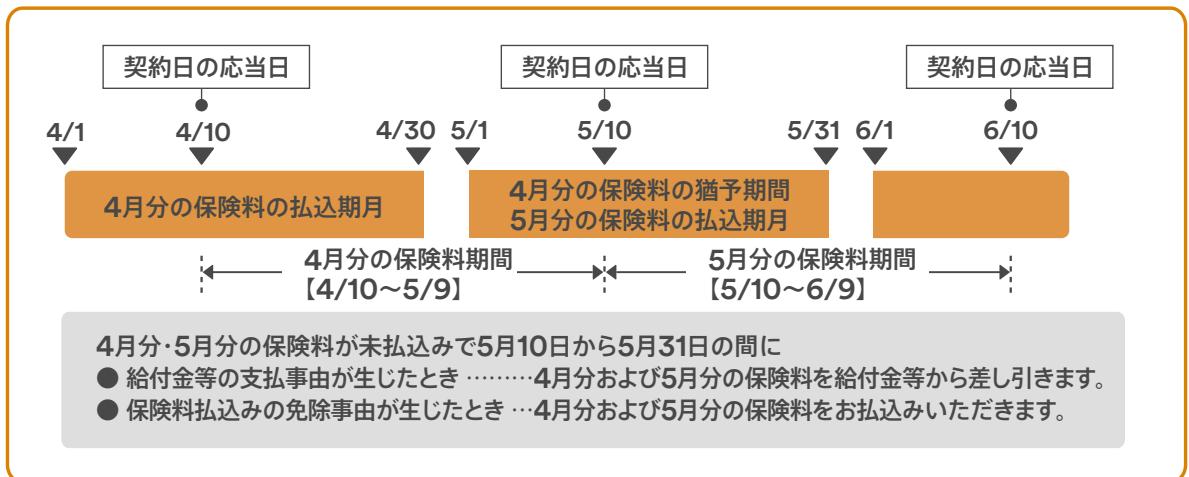 契約日の応当日 契約日の応当日 契約日の応当日
4/1 4/10 4/30 5/1 5/10 5/31 6/1 6/10
4月分の保険料の払込期月
4月分の保険料の猶予期間
5月分の保険料の払込期月
4月分の保険料期間
【4/10～5/9】
5月分の保険料期間
【5/10～6/9】
4月分・5月分の保険料が未払込みで5月10日から5月31日の間に
● 給付金等の支払事由が生じたとき ………4月分および5月分の保険料を給付金等から差し引きます。
● 保険料払込みの免除事由が生じたとき …4月分および5月分の保険料をお払込みいただきます。